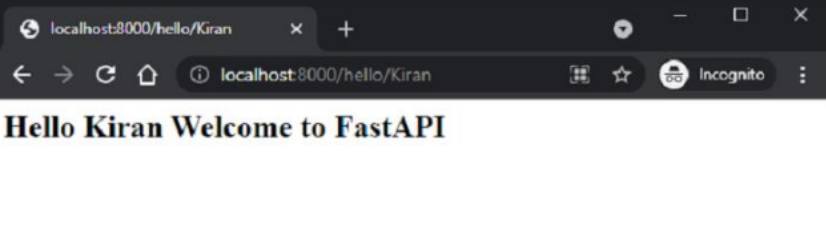 localhost:8000/hello/Kiran
localhost:8000/hello/Kiran
Incognito
Hello Kiran Welcome to FastAPI